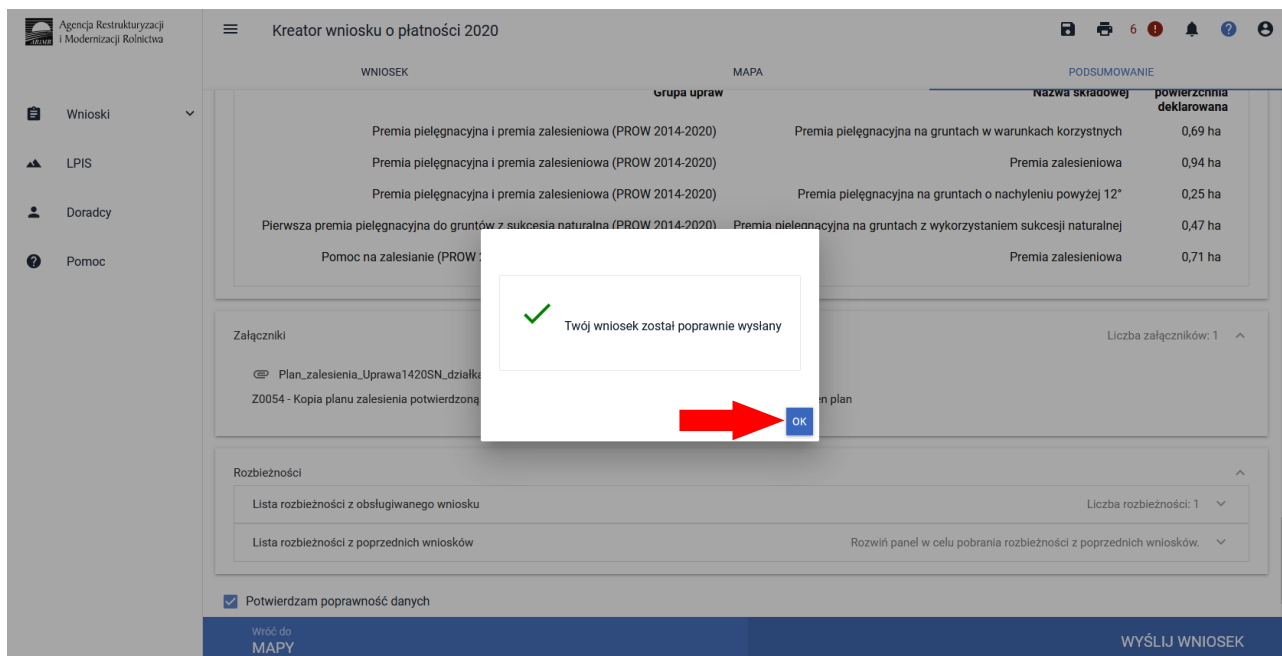 Agencja Restrukturyzacji
i Modernizacji Rolnictwa
ARiMR
Kreator wniosku o płatności 2020
6
WNIOSEK
MAPA
PODSUMOWANIE
Wnioski
LPIS
Doradcy
Pomoc
Grupa upraw
Nazwa składowej
powierzchnia
deklarowana
Premia pielęgnacyjna i premia zalesieniowa (PROW 2014-2020) Premia pielęgnacyjna na gruntach w warunkach korzystnych 0,69 ha
Premia pielęgnacyjna i premia zalesieniowa (PROW 2014-2020) Premia zalesieniowa 0,94 ha
Premia pielęgnacyjna i premia zalesieniowa (PROW 2014-2020) Premia pielęgnacyjna na gruntach o nachyleniu powyżej 12° 0,25 ha
Pierwsza premia pielęgnacyjna do gruntów z sukcesją naturalną (PROW 2014-2020) Premia pielęgnacyjna na gruntach z wykorzystaniem sukcesji naturalnej 0,47 ha
Pomoc na zalesianie (PROW Premia zalesieniowa 0,71 ha
Twój wniosek został poprawnie wysłany
OK
Załączniki
Liczba załączników: 1
Plan_zalesienia_Uprawa1420SN_działka
Z0054 - Kopia planu zalesienia potwierdzoną en plan
Rozbieżności
Lista rozbieżności z obsługiwanego wniosku
Liczba rozbieżności: 1
Lista rozbieżności z poprzednich wniosków
Rozwiń panel w celu pobrania rozbieżności z poprzednich wniosków.
Potwierdzam poprawność danych
Wróć do
MAPY
WYŚLIJ WNIOSEK